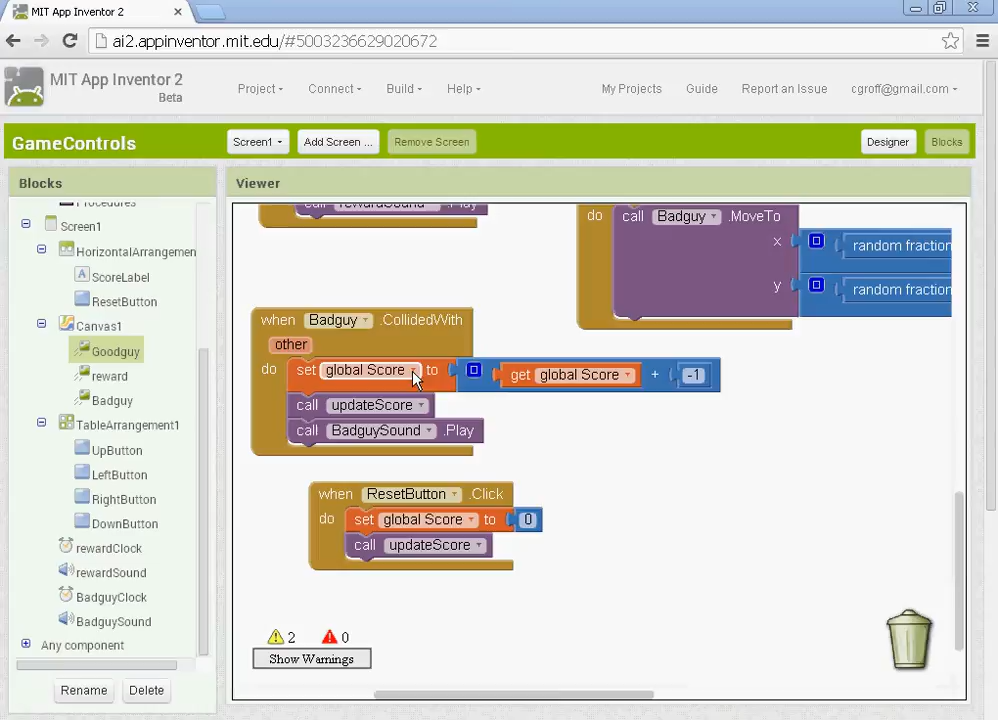 MIT App Inventor 2
ai2.appinventor.mit.edu/#5003236629020672
MIT App Inventor 2
Beta
Project
Connect
Build
Help
My Projects
Guide
Report an Issue
cgroff@gmail.com
GameControls
Screen1
Add Screen ...
Remove Screen
Designer
Blocks
Blocks
Viewer
Procedures
Screen1
HorizontalArrangemen
ScoreLabel
ResetButton
Canvas1
Goodguy
reward
Badguy
TableArrangement1
UpButton
LeftButton
RightButton
DownButton
rewardClock
rewardSound
BadguyClock
BadguySound
Any component
Rename
Delete
call rewardSound .Play
do call Badguy .MoveTo
x random fraction
y random fraction
when Badguy .CollidedWith
other
do set global Score to get global Score + -1
call updateScore
call BadguySound .Play
when ResetButton .Click
do set global Score to 0
call updateScore
2 0
Show Warnings